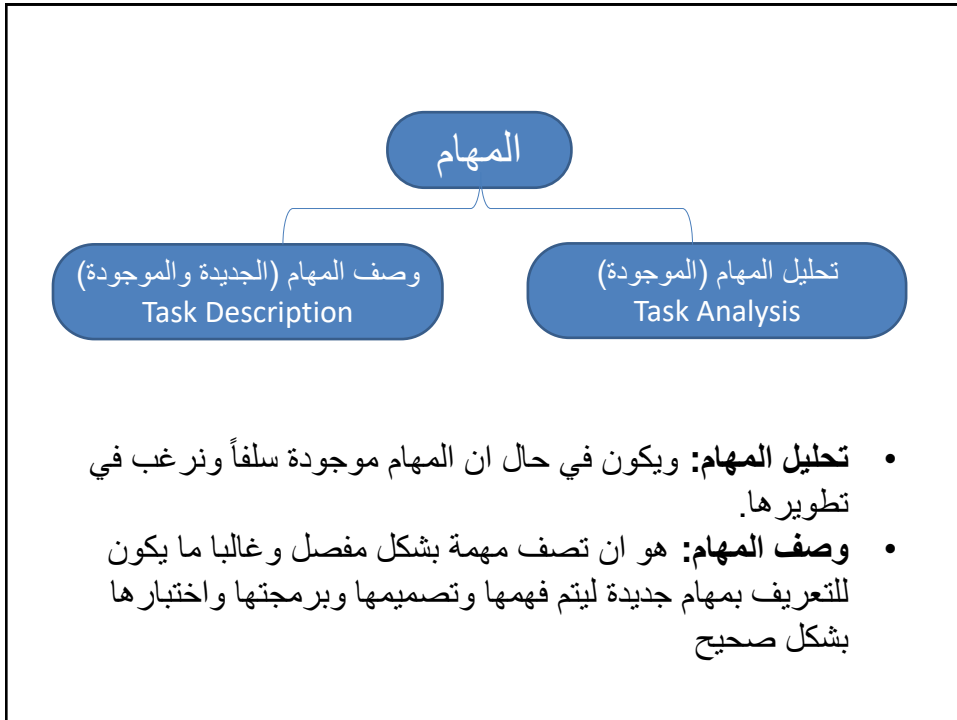 المهام
تحليل المهام (الموجودة)
Task Analysis
وصف المهام (الجديدة والموجودة)
Task Description
• تحليل المهام: ويكون في حال ان المهام موجودة سلفاً ونرغب في
تطويرها.
• وصف المهام: هو ان تصف مهمة بشكل مفصل وغالبا ما يكون
للتعريف بمهام جديدة ليتم فهمها وتصميمها وبرمجتها واختبارها
بشكل صحيح